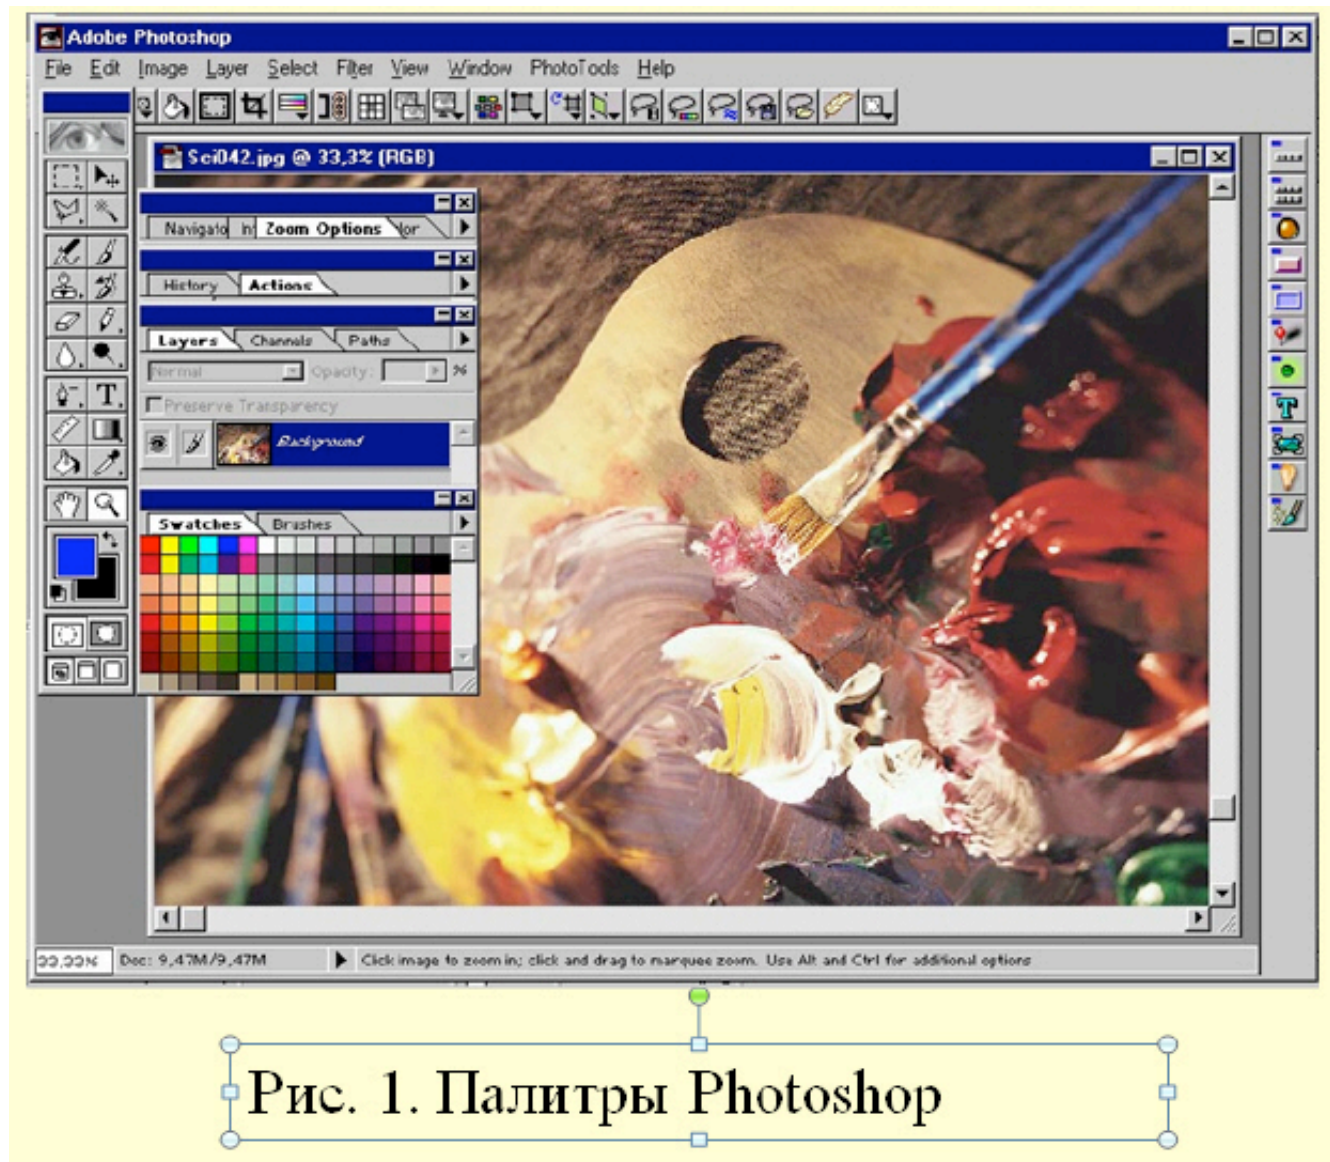 Adobe Photoshop
File Edit Image Layer Select Filter View Window PhotoTools Help
Sci042.jpg @ 33,3% (RGB)
Navigato In Zoom Options lor
History Actions
Layers Channels Paths
Normal Opacity: %
Preserve Transparency
Background
Swatches Brushes
33,33% Doc: 9,47M/9,47M Click image to zoom in; click and drag to marquee zoom. Use Alt and Ctrl for additional options
Рис. 1. Палитры Photoshop